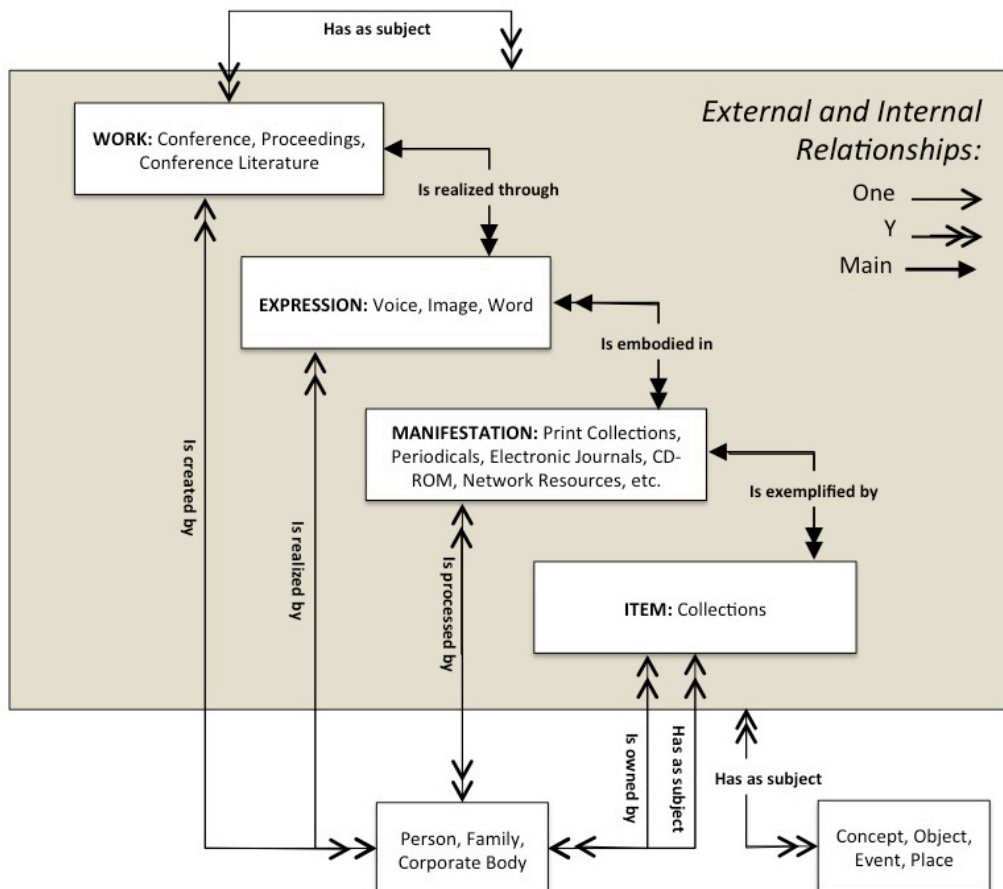 Has as subject
External and Internal
Relationships:
One
Y
Main
WORK: Conference, Proceedings,
Conference Literature
Is realized through
EXPRESSION: Voice, Image, Word
Is embodied in
MANIFESTATION: Print Collections,
Periodicals, Electronic Journals, CD-
ROM, Network Resources, etc.
Is exemplified by
ITEM: Collections
Is created by
Is realized by
Is processed by
Is owned by
Has as subject
Has as subject
Person, Family,
Corporate Body
Concept, Object,
Event, Place